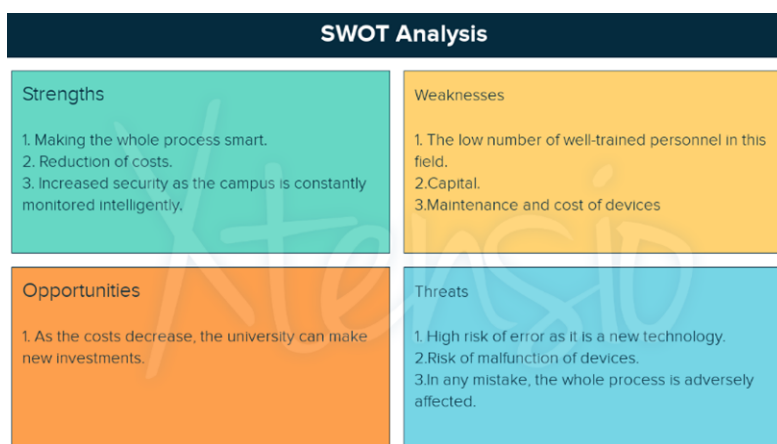 SWOT Analysis
Strengths
1. Making the whole process smart.
2. Reduction of costs.
3. Increased security as the campus is constantly
monitored intelligently.
Weaknesses
1. The low number of well-trained personnel in this
field.
2.Capital.
3.Maintenance and cost of devices
Opportunities
1. As the costs decrease, the university can make
new investments.
Threats
1. High risk of error as it is a new technology.
2.Risk of malfunction of devices.
3.In any mistake, the whole process is adversely
affected.
Xtensio